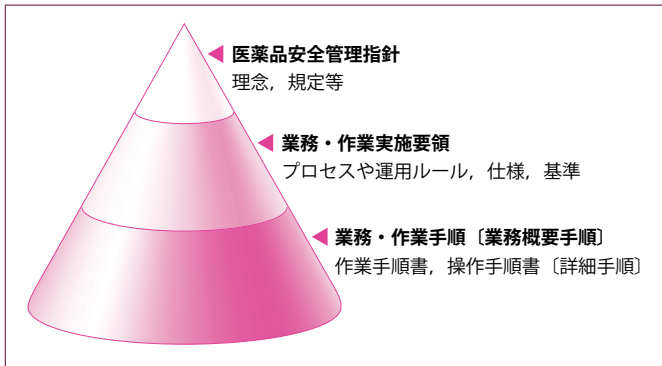 医薬品安全管理指針
理念，規定等
業務・作業実施要領
プロセスや運用ルール，仕様，基準
業務・作業手順〔業務概要手順〕
作業手順書，操作手順書〔詳細手順〕